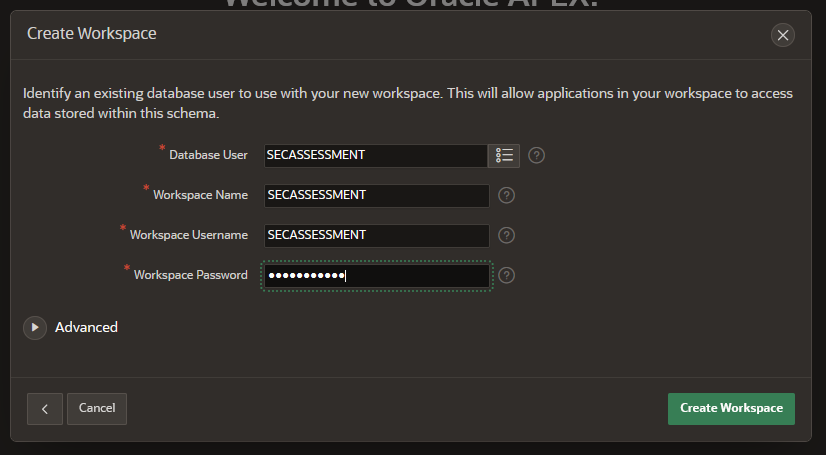 Welcome to Oracle APEX!
Create Workspace
Identify an existing database user to use with your new workspace. This will allow applications in your workspace to access
data stored within this schema.
* Database User SECASSESSMENT ?
* Workspace Name SECASSESSMENT ?
* Workspace Username SECASSESSMENT ?
* Workspace Password ••••••••••• ?
Advanced
Cancel Create Workspace